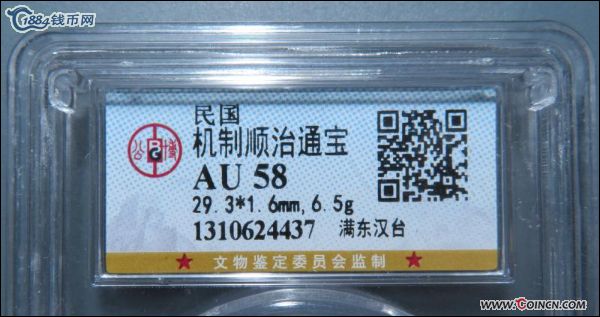 1884钱币网
民国
机制顺治通宝
公 博
AU 58
29.3*1.6mm,6.5g
1310624437 满东汉台
★ 文物鉴定委员会监制 ★
www.COINCN.com